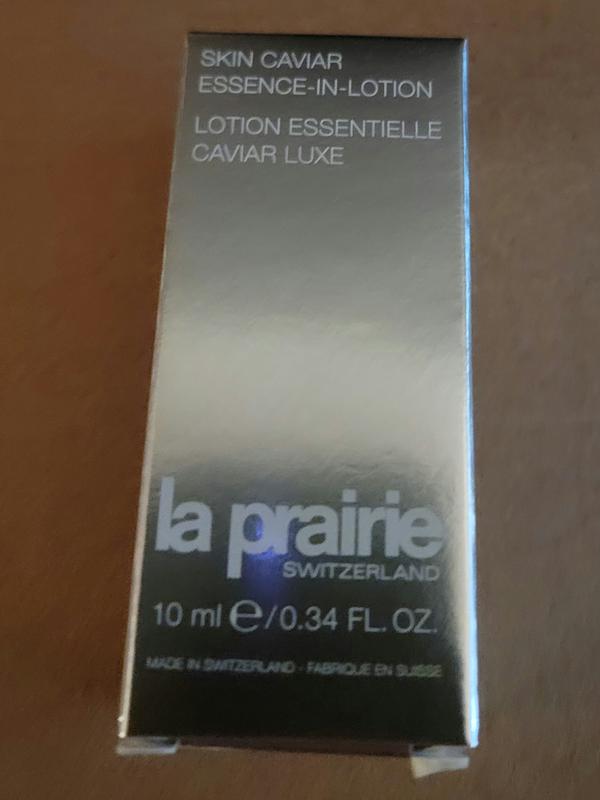 SKIN CAVIAR
ESSENCE-IN-LOTION
LOTION ESSENTIELLE
CAVIAR LUXE
la prairie
SWITZERLAND
10 ml ℮/0.34 FL. OZ.
MADE IN SWITZERLAND - FABRIQUE EN SUISSE